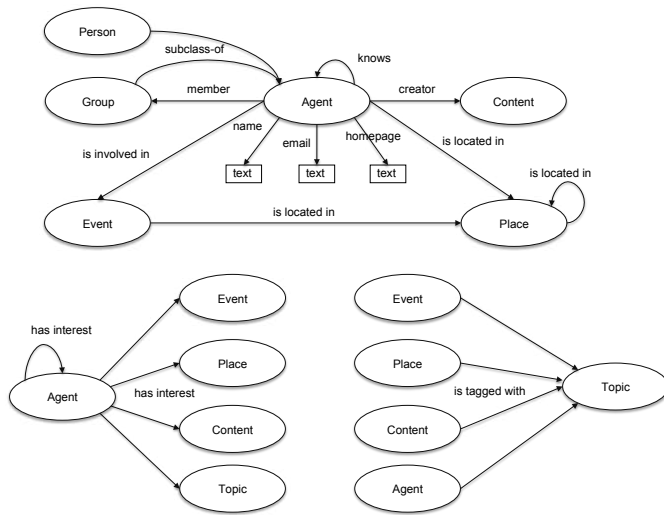 Person
subclass-of
knows
Group
member
Agent
creator
Content
name
email
homepage
is involved in
is located in
text
text
text
is located in
Event
is located in
Place
Event
has interest
Place
Agent
has interest
Content
Topic
Event
Place
is tagged with
Topic
Content
Agent